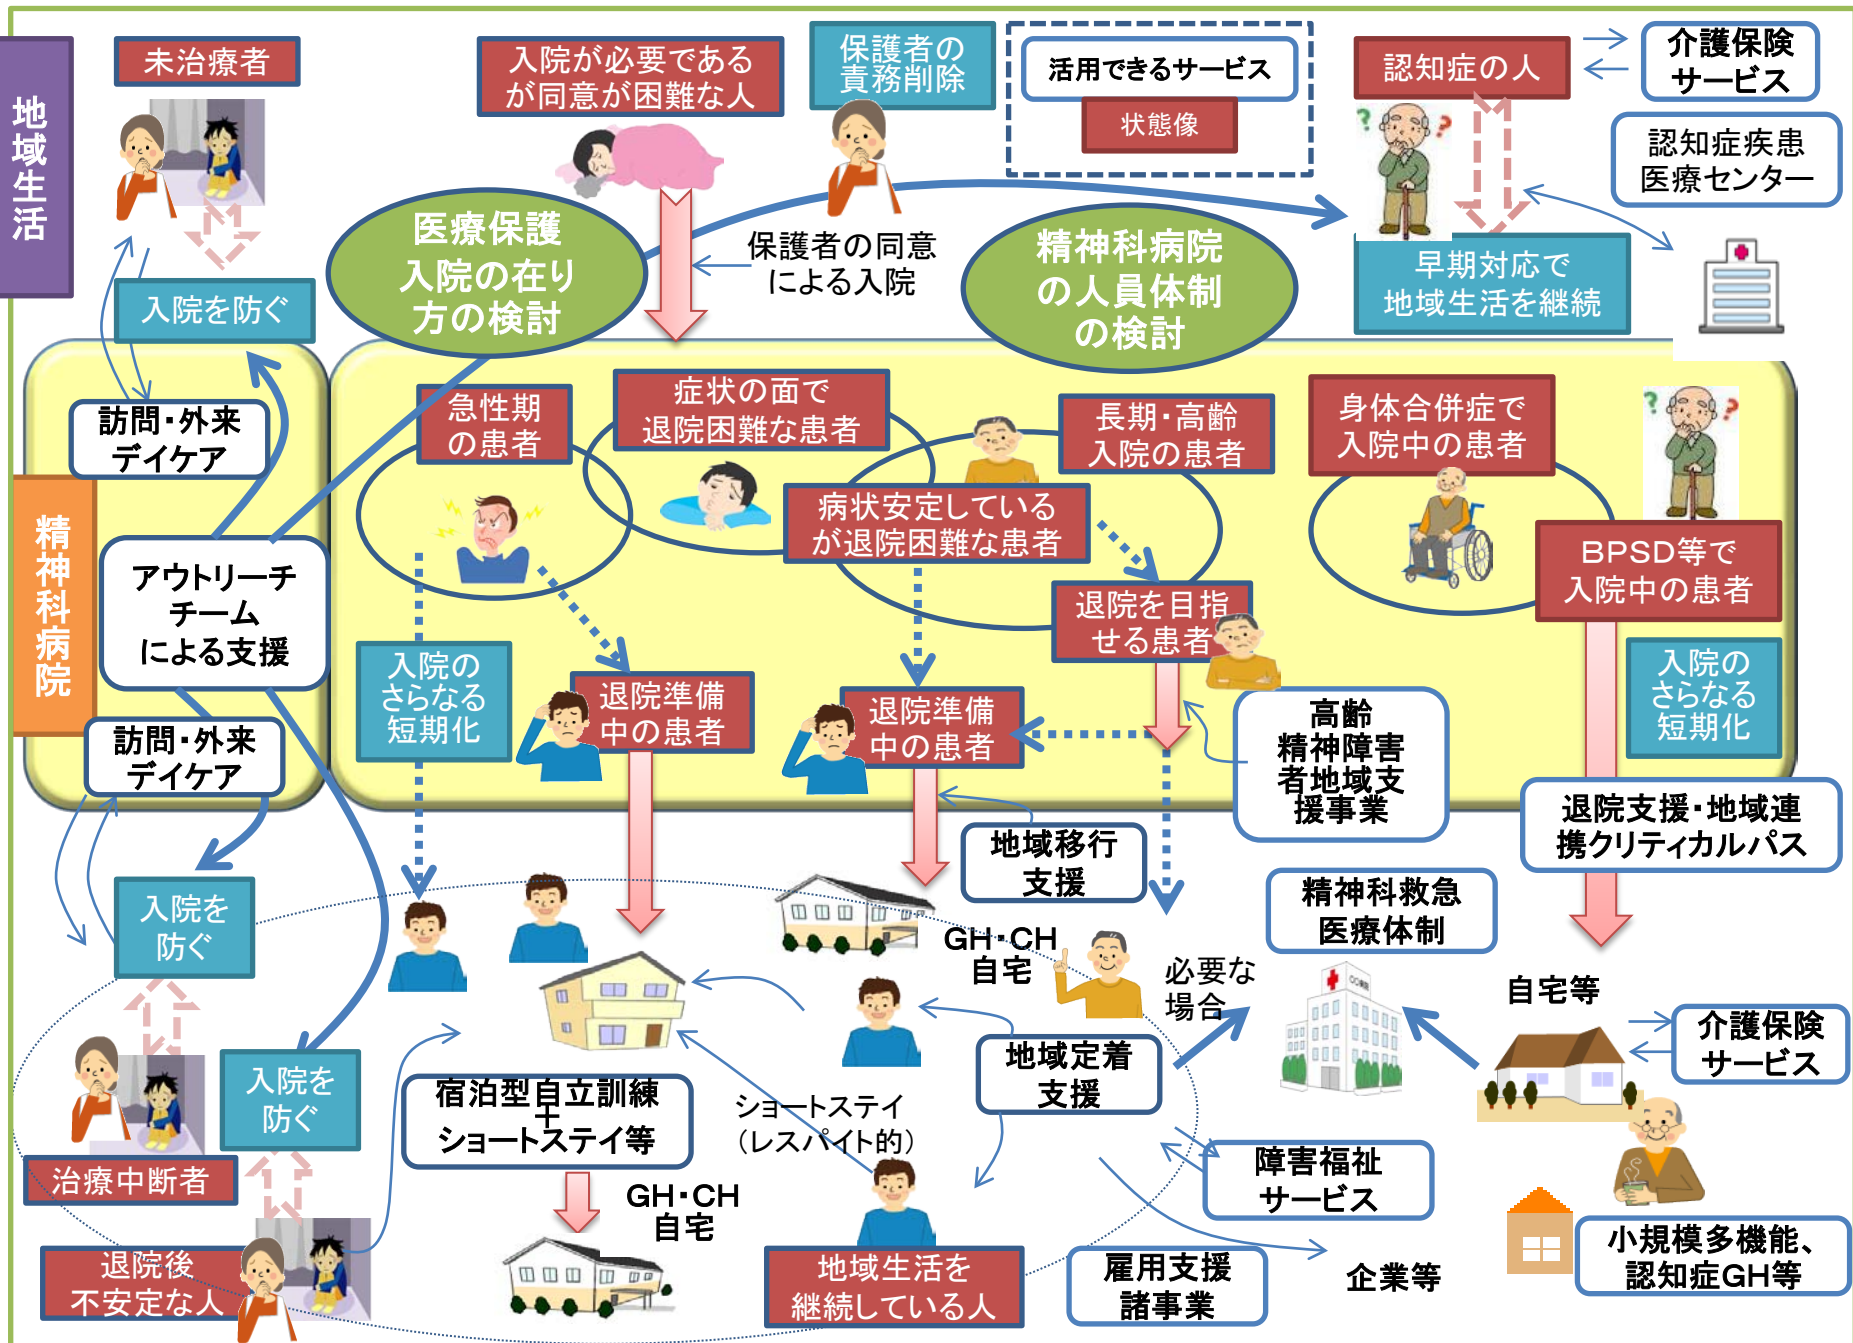 地域生活
未治療者
入院が必要である
が同意が困難な人
保護者の
責務削除
活用できるサービス
状態像
認知症の人
介護保険
サービス
認知症疾患
医療センター
医療保護
入院の在り
方の検討
保護者の同意
による入院
精神科病院
の人員体制
の検討
早期対応で
地域生活を継続
入院を防ぐ
訪問・外来
デイケア
急性期
の患者
症状の面で
退院困難な患者
長期・高齢
入院の患者
身体合併症で
入院中の患者
病状安定している
が退院困難な患者
精神科病院
アウトリーチ
チーム
による支援
BPSD等で
入院中の患者
退院を目指
せる患者
入院の
さらなる
短期化
退院準備
中の患者
退院準備
中の患者
入院の
さらなる
短期化
高齢
精神障害
者地域支
援事業
訪問・外来
デイケア
退院支援・地域連
携クリティカルパス
地域移行
支援
精神科救急
医療体制
入院を
防ぐ
GH・CH
自宅
必要な
場合
自宅等
介護保険
サービス
入院を
防ぐ
宿泊型自立訓練
+
ショートステイ等
ショートステイ
(レスパイト的)
地域定着
支援
治療中断者
GH・CH
自宅
障害福祉
サービス
退院後
不安定な人
地域生活を
継続している人
雇用支援
諸事業
企業等
小規模多機能、
認知症GH等